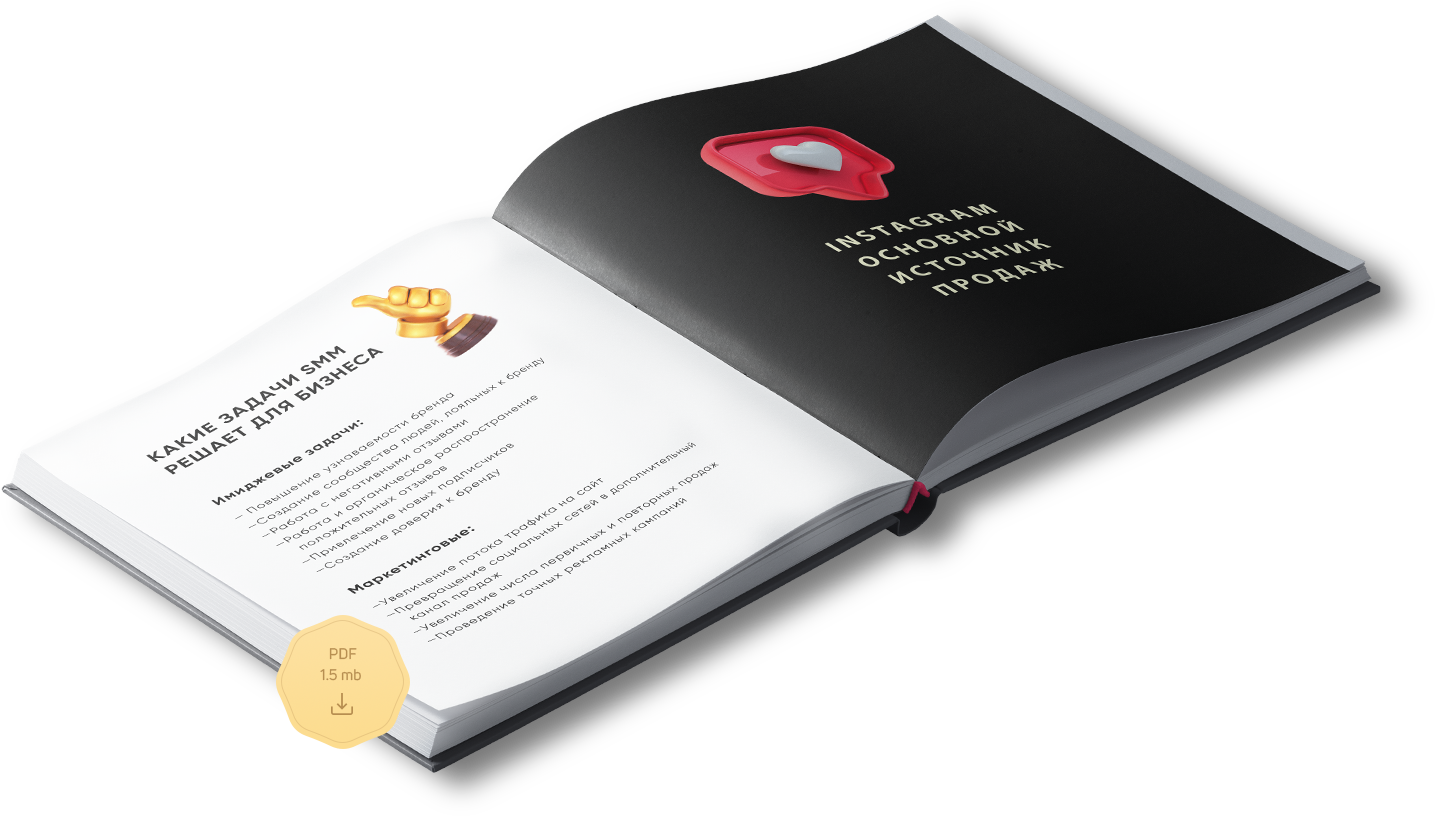 КАКИЕ ЗАДАЧИ SMM
РЕШАЕТ ДЛЯ БИЗНЕСА
Имиджевые задачи:
— Повышение узнаваемости бренда
—Создание сообщества людей, лояльных к бренду
—Работа с негативными отзывами
—Работа и органическое распространение
положительных отзывов
—Привлечение новых подписчиков
—Создание доверия к бренду
Маркетинговые:
—Увеличение потока трафика на сайт
—Превращение социальных сетей в дополнительный
канал продаж
—Увеличение числа первичных и повторных продаж
—Проведение точных рекламных кампаний
INSTAGRAM
ОСНОВНОЙ
ИСТОЧНИК
ПРОДАЖ
PDF
1.5 mb